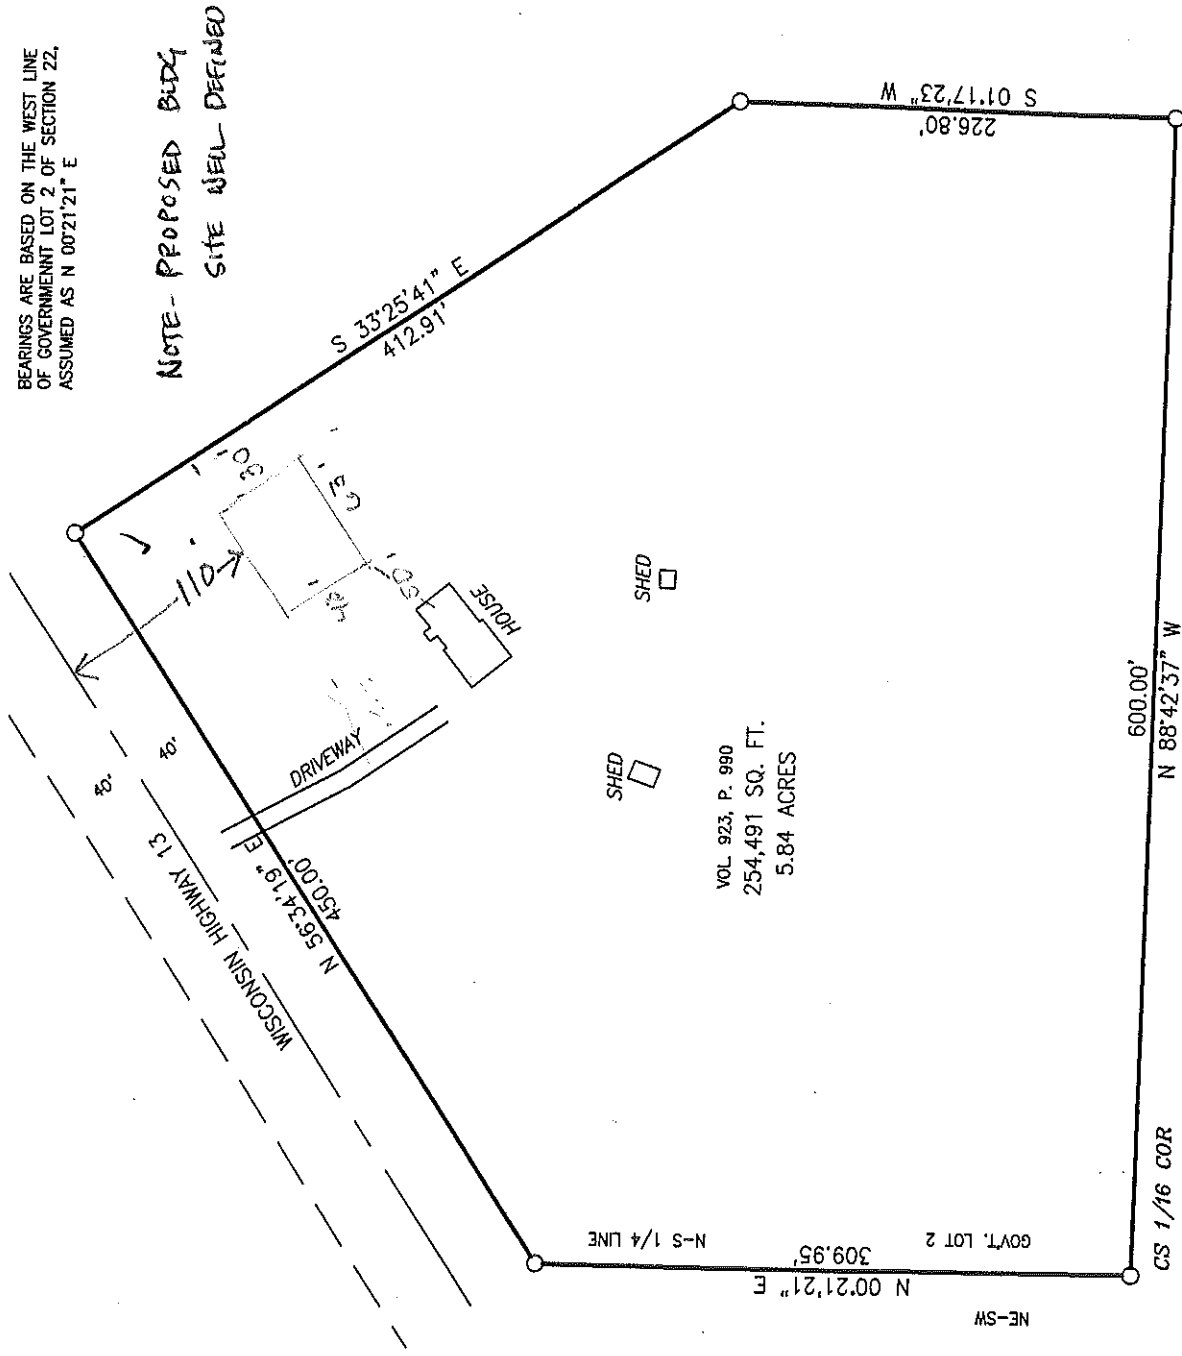 BEARINGS ARE BASED ON THE WEST LINE
OF GOVERNMENNT LOT 2 OF SECTION 22,
ASSUMED AS N 00°21'21" E
NOTE- PROPOSED BLDG
SITE WELL DEFINED
WISCONSIN HIGHWAY 13
40'
40'
N 56°34'19" E
450.00'
S 33°25'41" E
412.91'
S 01°17'23" W
226.80'
110
30
63'
50'
DRIVEWAY
HOUSE
SHED
SHED
VOL. 923, P. 990
254,491 SQ. FT.
5.84 ACRES
600.00'
N 88°42'37" W
N-S 1/4 LINE
GOV'T. LOT 2
309.95'
N 00°21'21" E
NE-SW
CS 1/16 COR